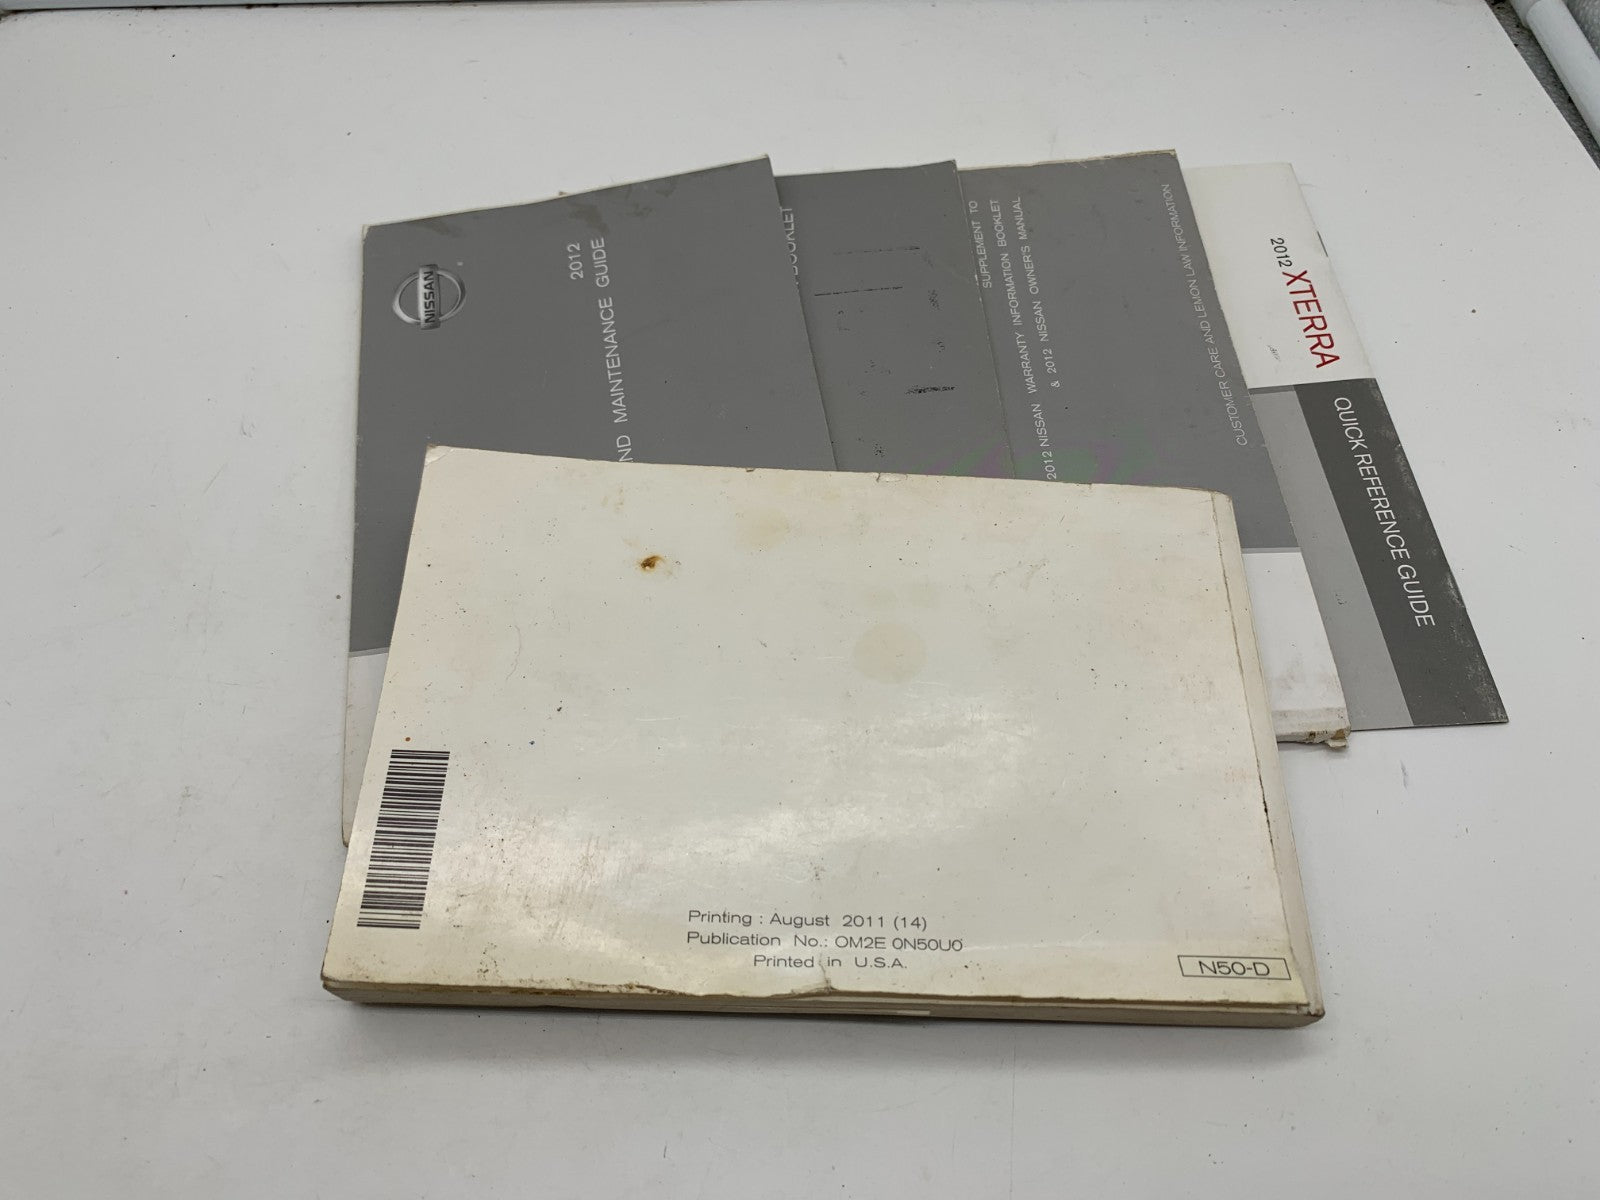 NISSAN
2012
ND MAINTENANCE GUIDE
BOOKLET
SUPPLEMENT TO
2012 NISSAN WARRANTY INFORMATION BOOKLET
& 2012 NISSAN OWNER'S MANUAL
CUSTOMER CARE AND LEMON LAW INFORMATION
2012 XTERRA
QUICK REFERENCE GUIDE
Printing : August 2011 (14)
Publication No.: OM2E 0N50U0
Printed in U.S.A.
N50-D